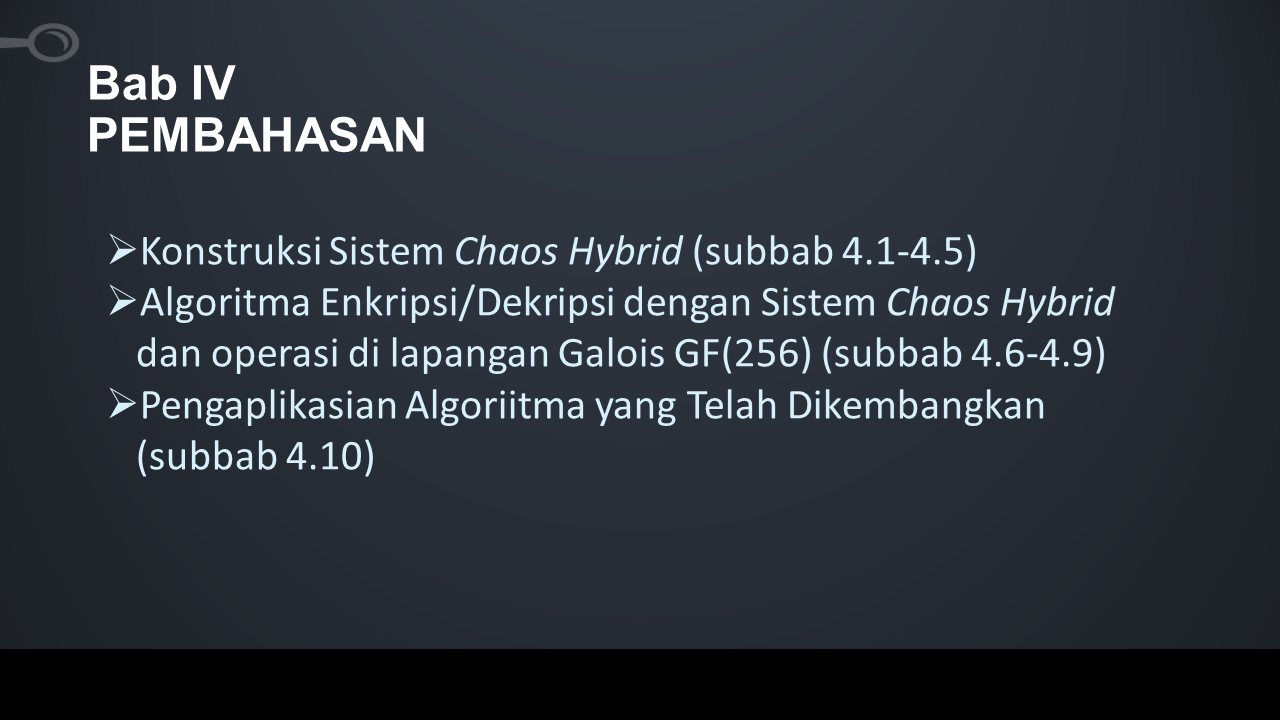 Bab IV
PEMBAHASAN
➢Konstruksi Sistem Chaos Hybrid (subbab 4.1-4.5)
➢Algoritma Enkripsi/Dekripsi dengan Sistem Chaos Hybrid
dan operasi di lapangan Galois GF(256) (subbab 4.6-4.9)
➢Pengaplikasian Algoriitma yang Telah Dikembangkan
(subbab 4.10)